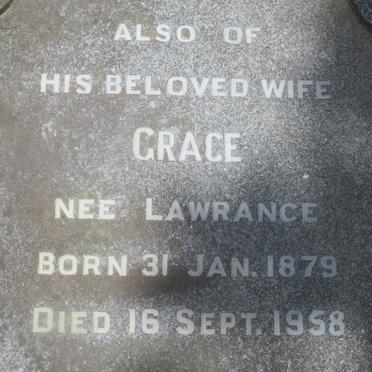 ALSO OF
HIS BELOVED WIFE
GRACE
NEE LAWRANCE
BORN 31 JAN. 1879
DIED 16 SEPT. 1958